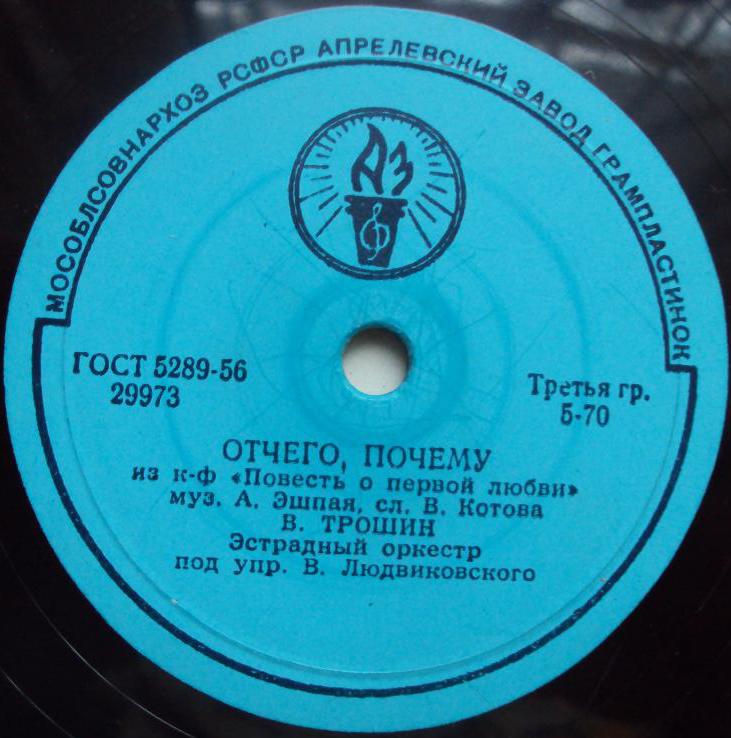 МОСОБЛСОВНАРХОЗ РСФСР АПРЕЛЕВСКИЙ ЗАВОД ГРАМПЛАСТИНОК
АЗ
ГОСТ 5289-56
29973
Третья гр.
5-70
ОТЧЕГО, ПОЧЕМУ
из к-ф «Повесть о первой любви»
муз. А. Эшпая, сл. В. Котова
В. ТРОШИН
Эстрадный оркестр
под упр. В. Людвиковского